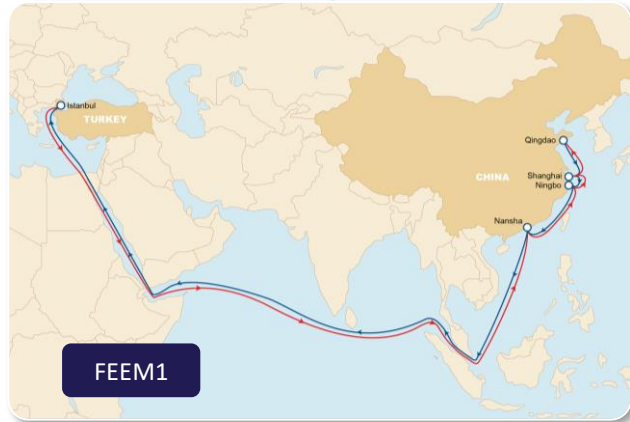 Istanbul
TURKEY
Qingdao
Shanghai
CHINA
Ningbo
Nansha
FEEM1